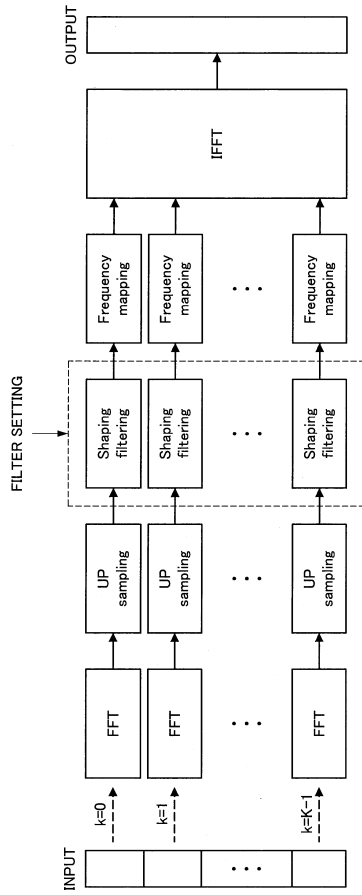 FILTER SETTING
INPUT
OUTPUT
k=0
FFT
UP
sampling
Shaping
filtering
Frequency
mapping
k=1
FFT
UP
sampling
Shaping
filtering
Frequency
mapping
IFFT
• • •
• • •
• • •
• • •
• • •
k=K-1
FFT
UP
sampling
Shaping
filtering
Frequency
mapping